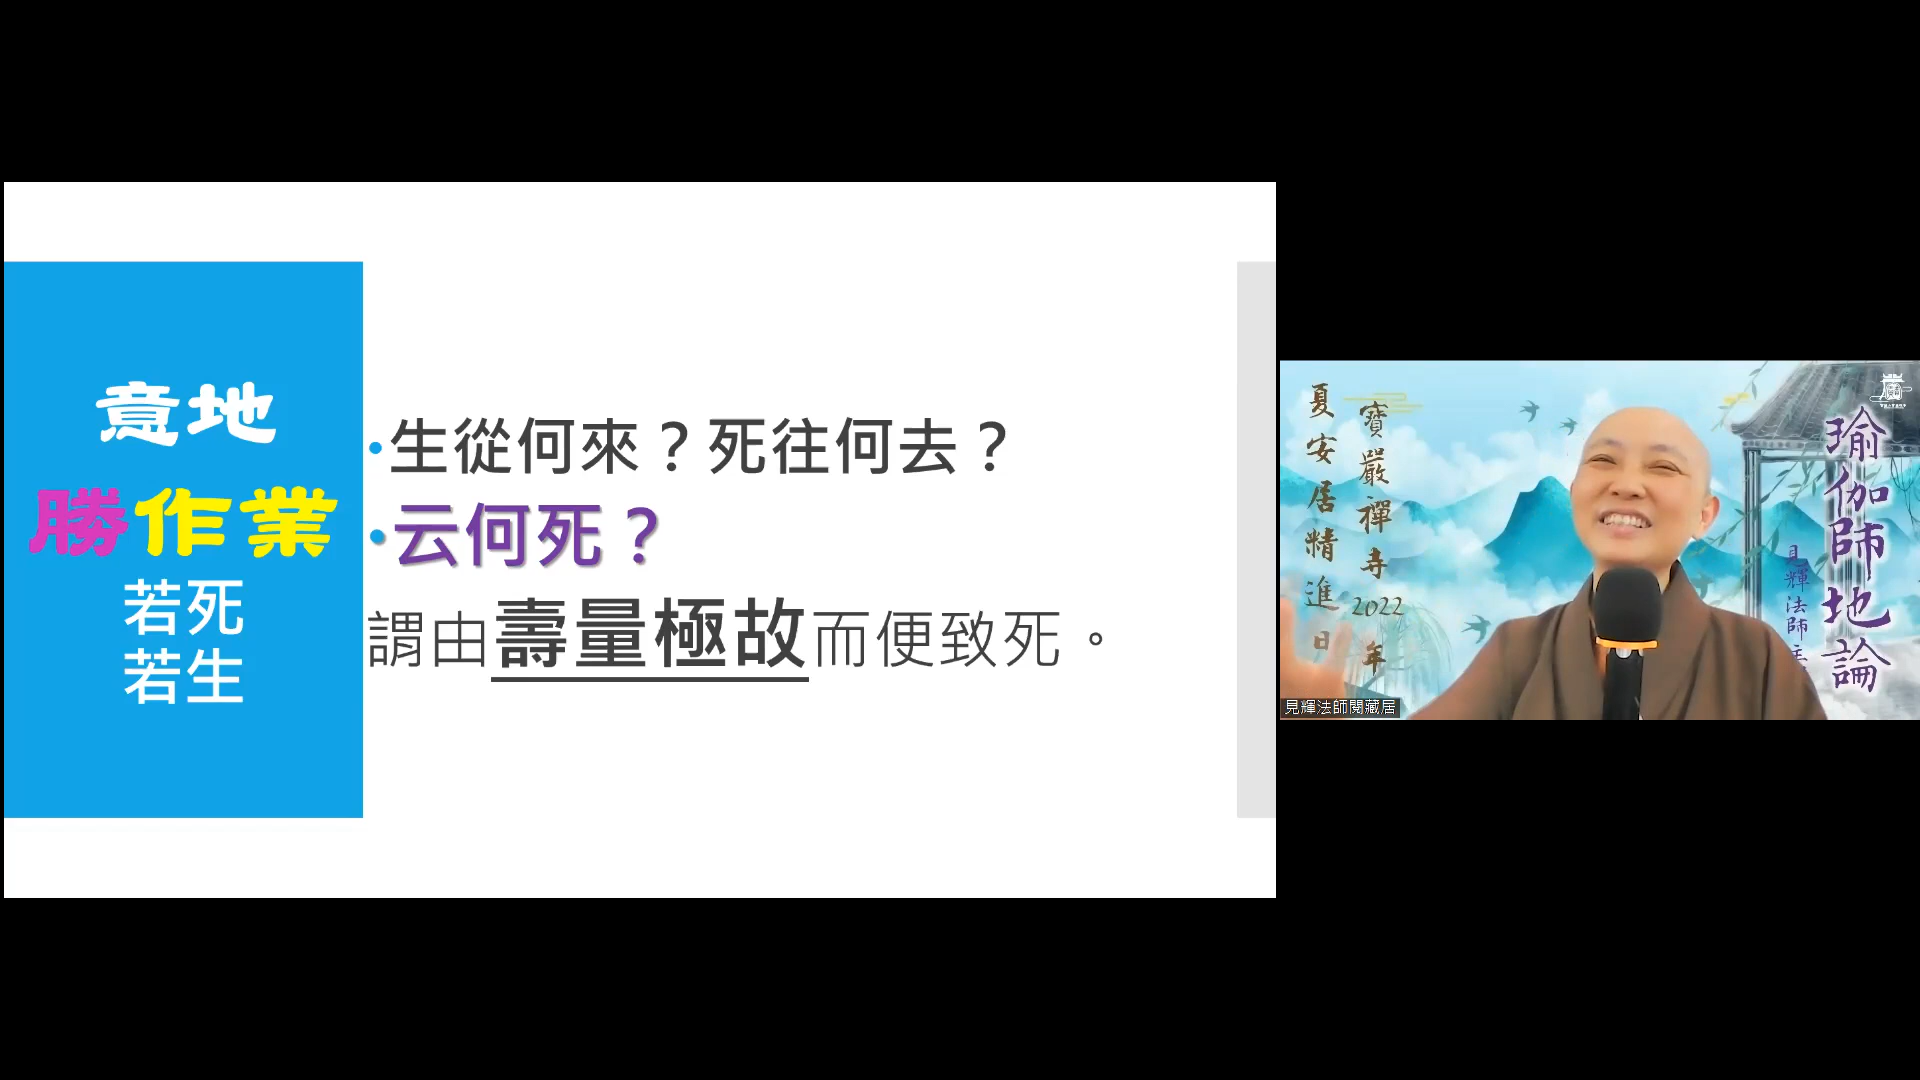 意地
勝作業
若死
若生
•生從何來？死往何去？
•云何死？
謂由壽量極故而便致死。
寶嚴禪寺2022年
夏安居精進日
瑜伽師地論
見輝法師主
見輝法師閱藏居